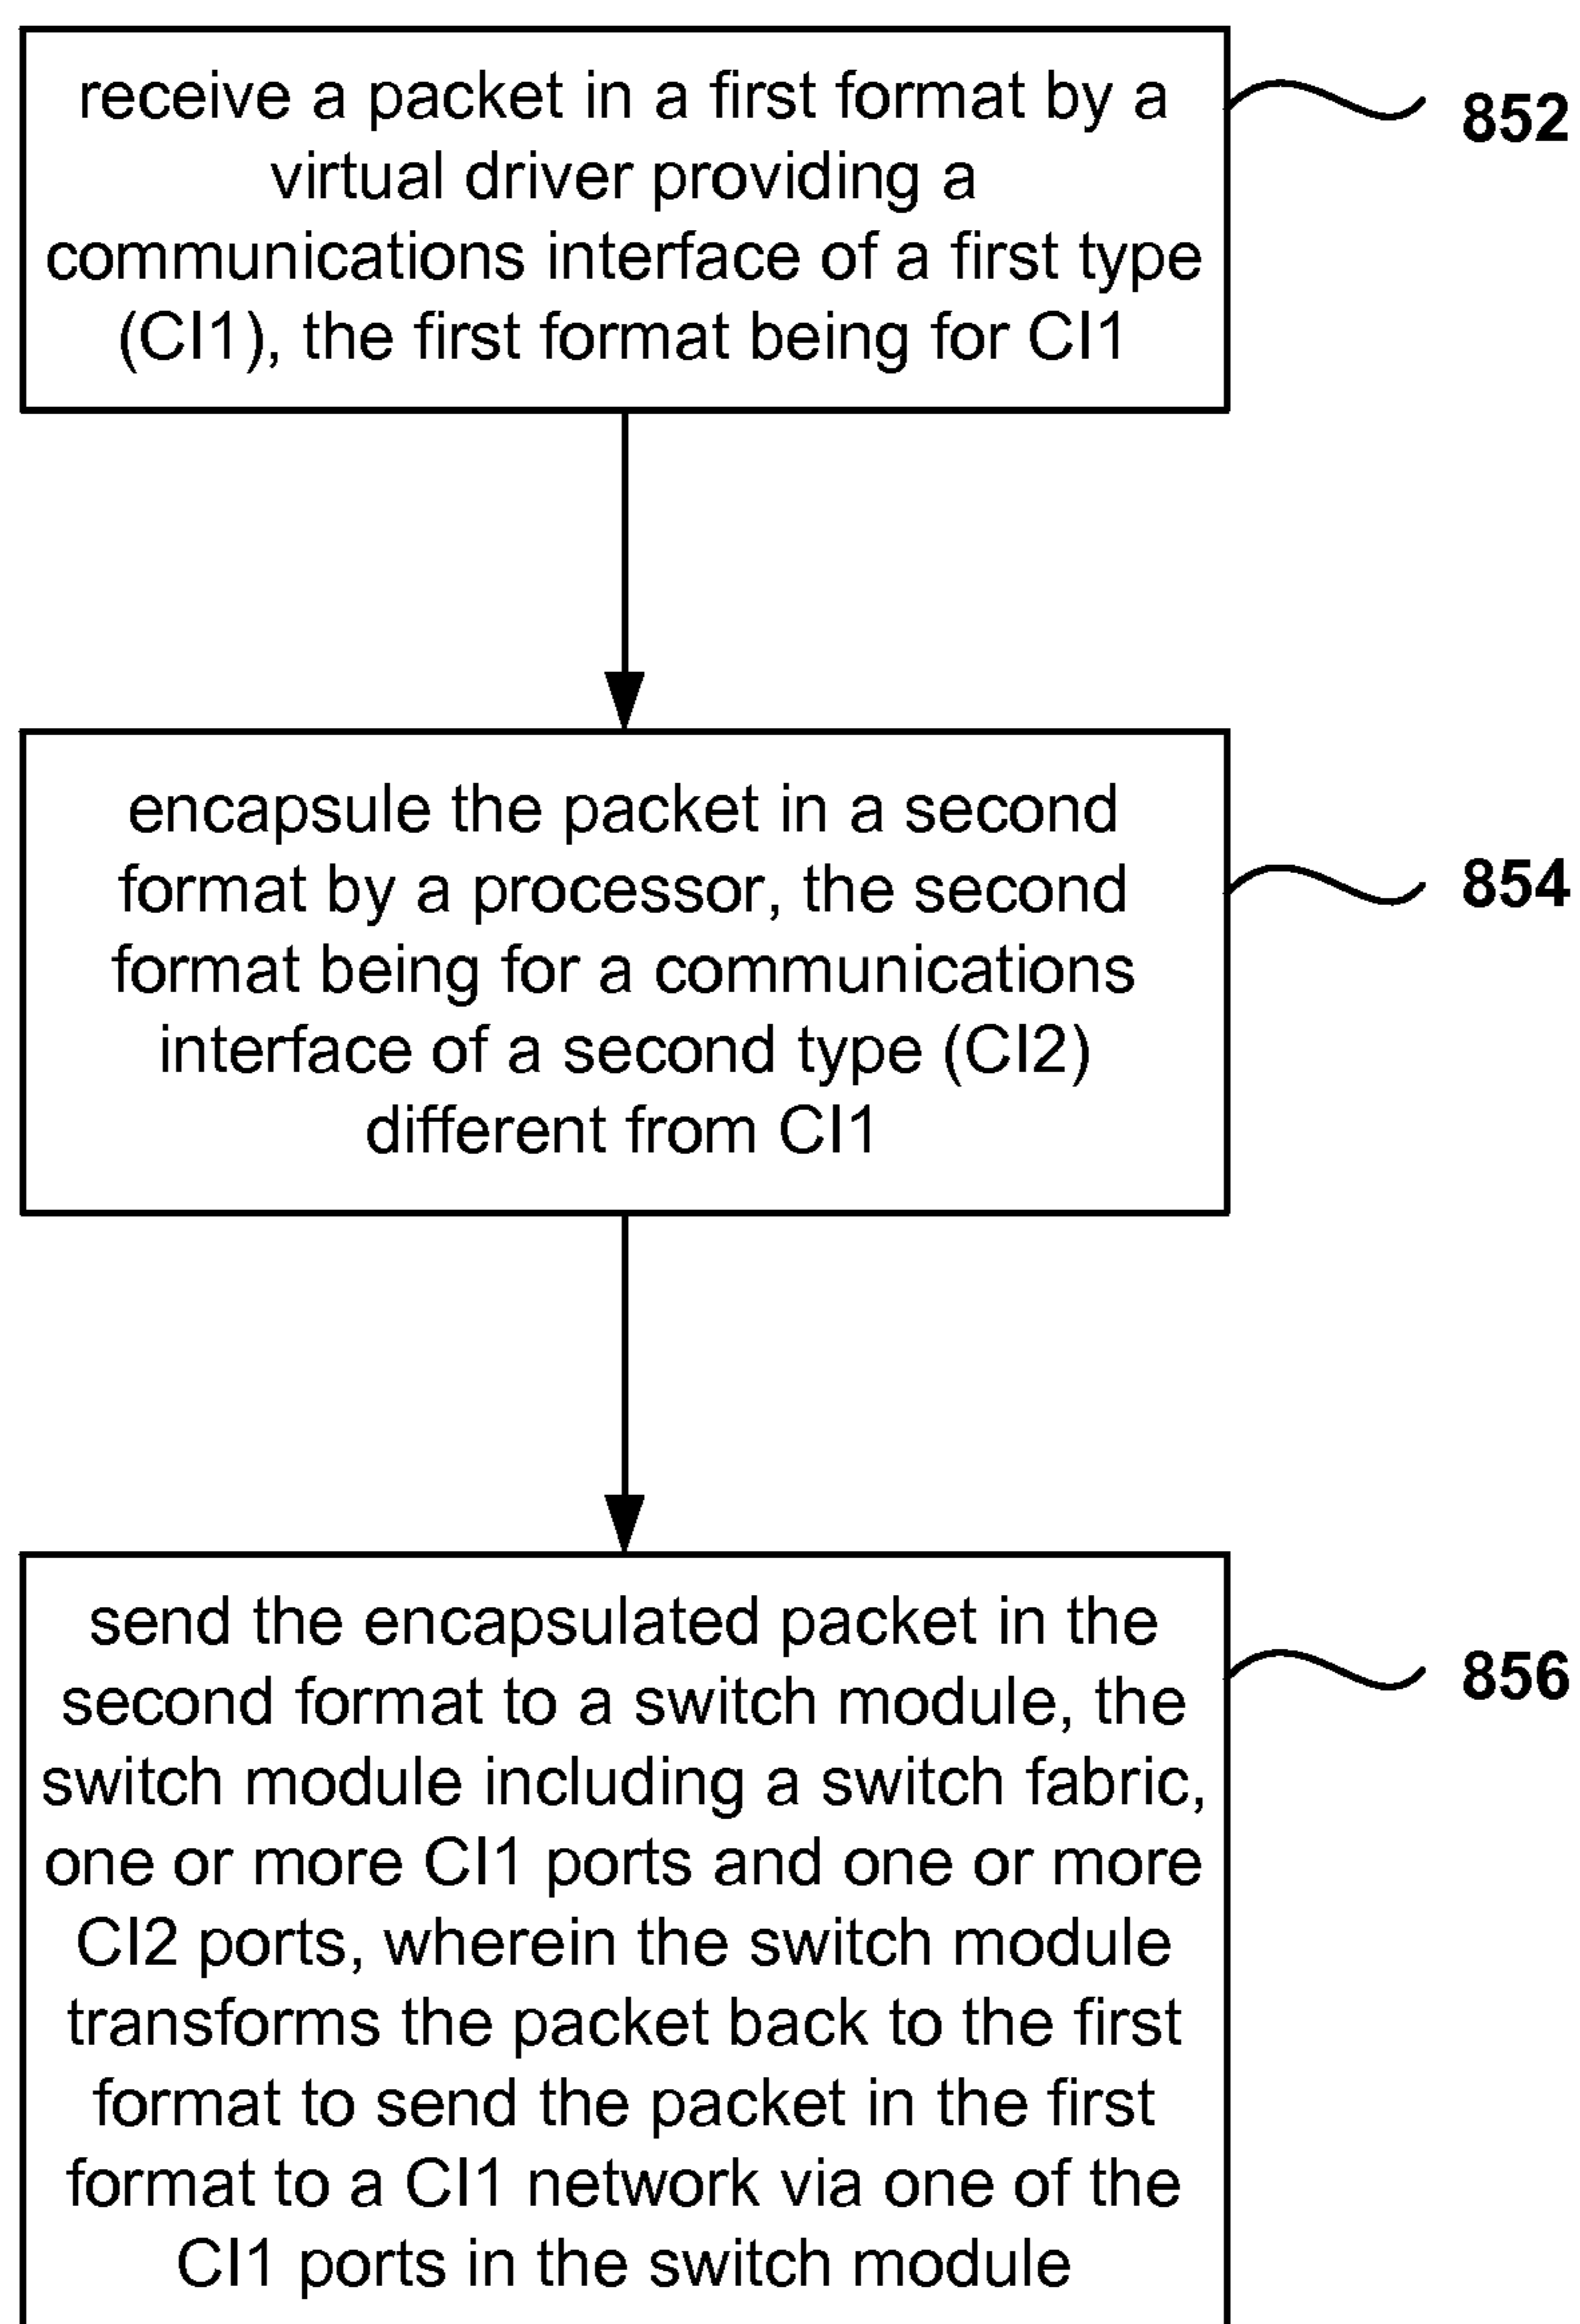 receive a packet in a first format by a
virtual driver providing a
communications interface of a first type
(CI1), the first format being for CI1
852
encapsule the packet in a second
format by a processor, the second
format being for a communications
interface of a second type (CI2)
different from CI1
854
send the encapsulated packet in the
second format to a switch module, the
switch module including a switch fabric,
one or more CI1 ports and one or more
CI2 ports, wherein the switch module
transforms the packet back to the first
format to send the packet in the first
format to a CI1 network via one of the
CI1 ports in the switch module
856